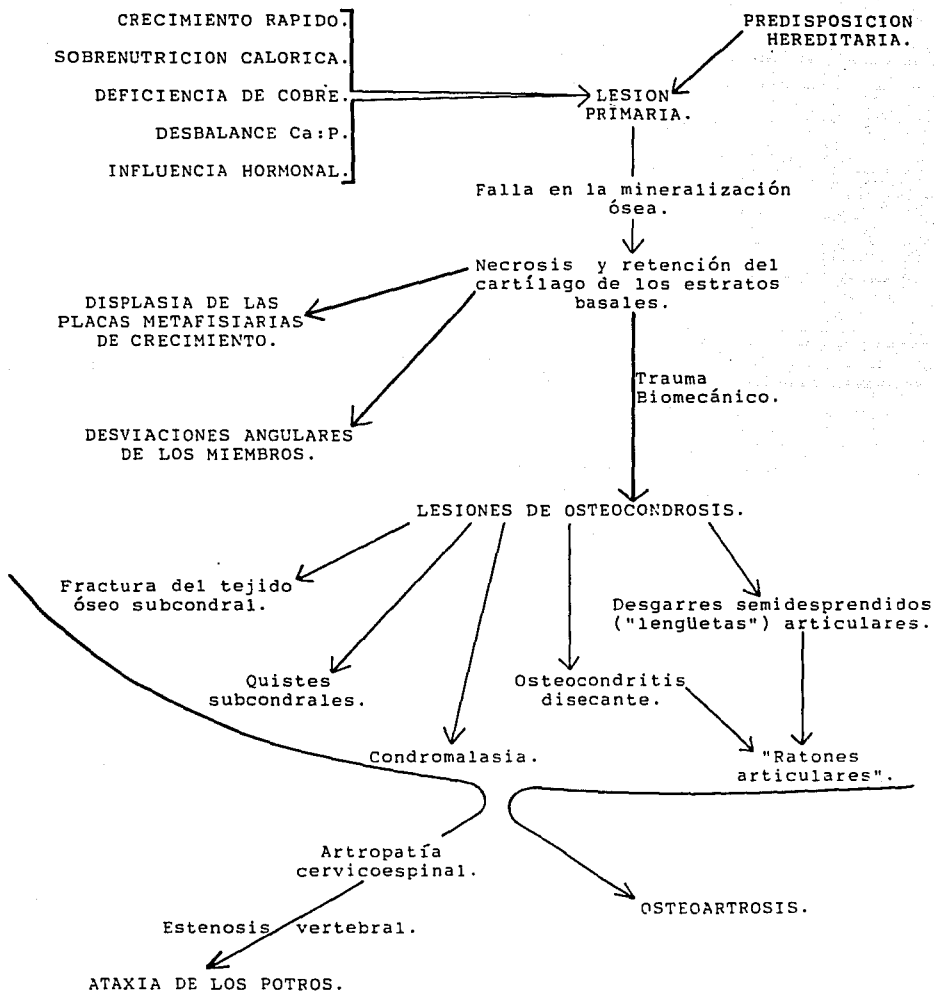 CRECIMIENTO RAPIDO.
SOBRENUTRICION CALORICA.
DEFICIENCIA DE COBRE.
DESBALANCE Ca:P.
INFLUENCIA HORMONAL.
PREDISPOSICION
HEREDITARIA.
LESION
PRIMARIA.
Falla en la mineralización
ósea.
Necrosis y retención del
cartílago de los estratos
basales.
DISPLASIA DE LAS
PLACAS METAFISIARIAS
DE CRECIMIENTO.
DESVIACIONES ANGULARES
DE LOS MIEMBROS.
Trauma
Biomecánico.
LESIONES DE OSTEOCONDROSIS.
Fractura del tejido
óseo subcondral.
Quistes
subcondrales.
Condromalasia.
Osteocondritis
disecante.
Desgarres semidesprendidos
("lengüetas") articulares.
"Ratones
articulares".
Artropatía
cervicoespinal.
Estenosis vertebral.
ATAXIA DE LOS POTROS.
OSTEOARTROSIS.